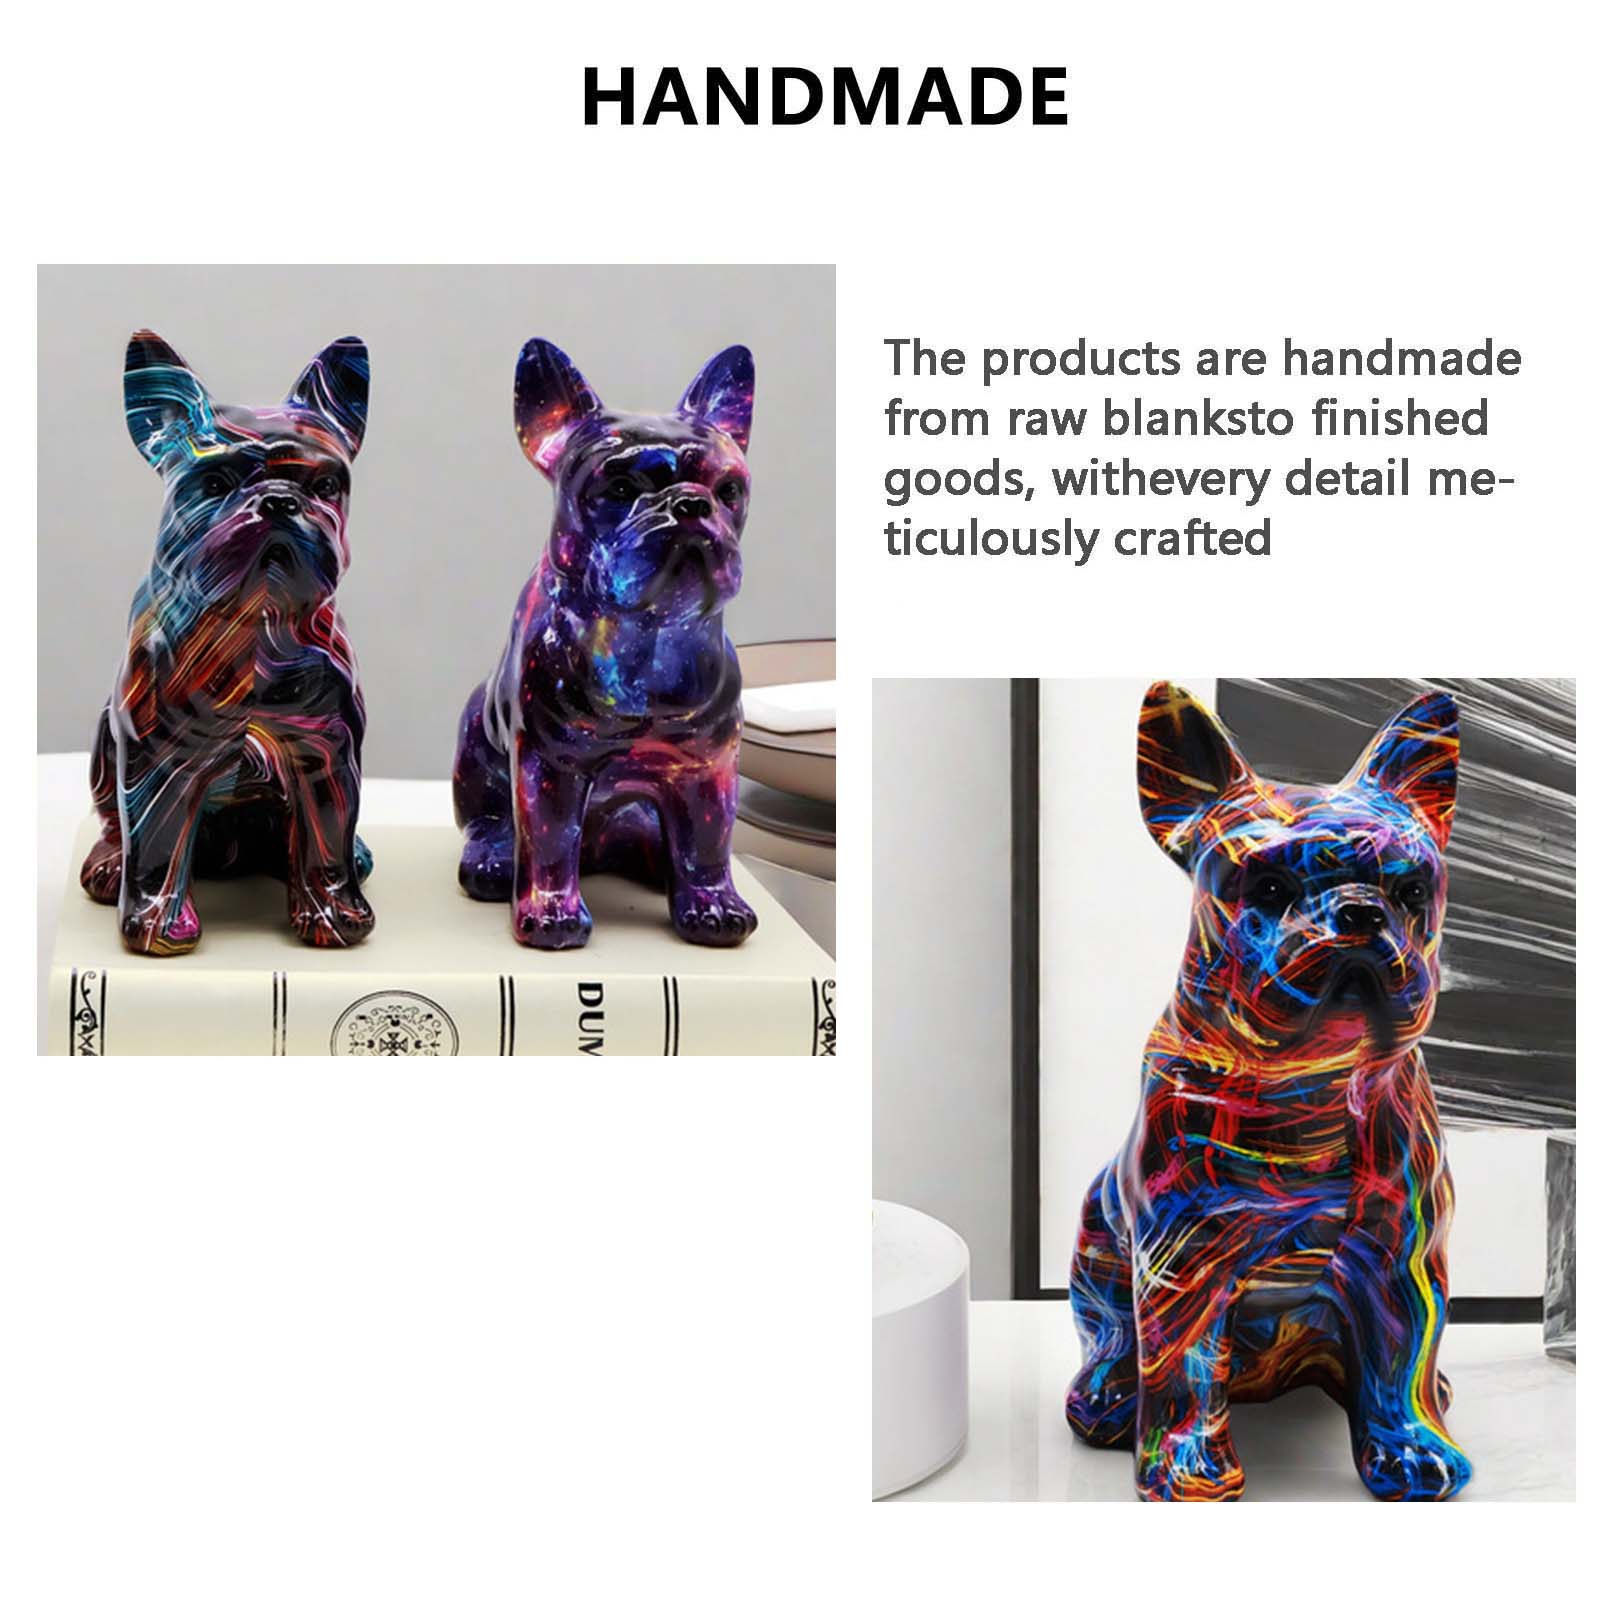 HANDMADE
The products are handmade
from raw blanksto finished
goods, withevery detail me-
ticulously crafted
DUM